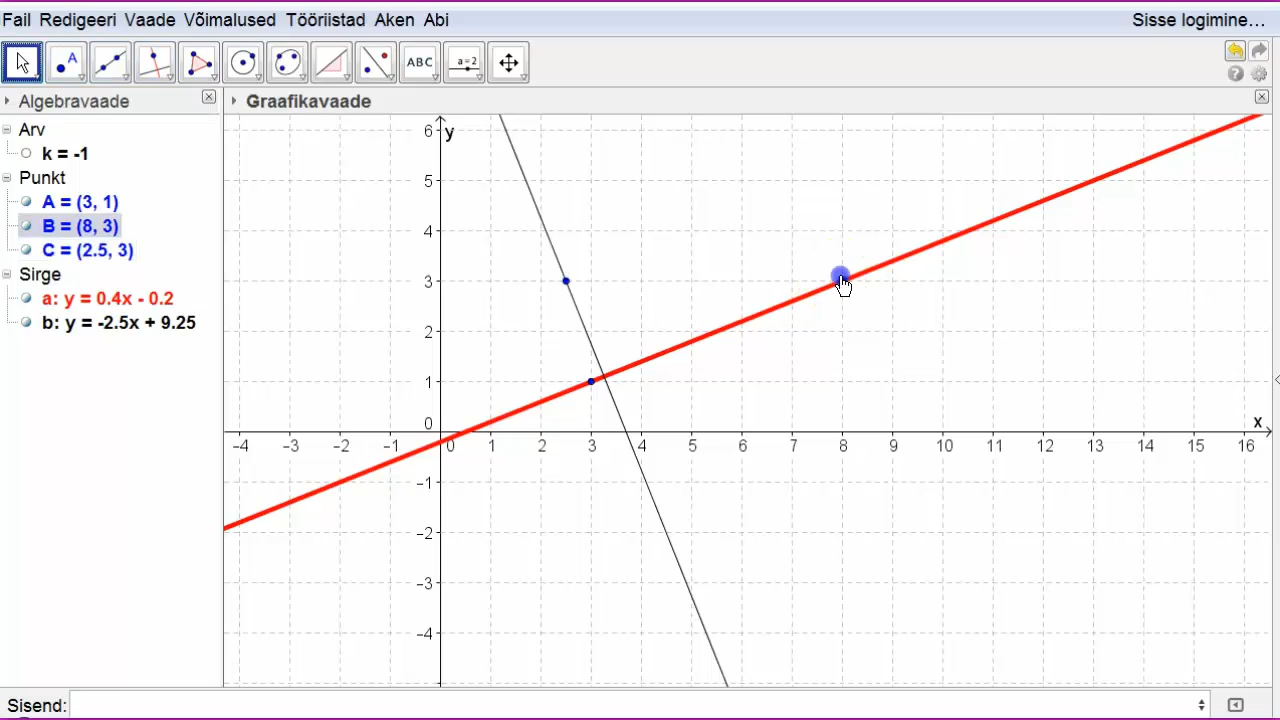 Fail Redigeeri Vaade Võimalused Tööriistad Aken Abi Sisse logimine…
A ABC a=2
Algebravaade Graafikavaade
Arv
k = -1
Punkt
A = (3, 1)
B = (8, 3)
C = (2.5, 3)
Sirge
a: y = 0.4x - 0.2
b: y = -2.5x + 9.25
y
6
5
4
3
2
1
0
x
−4 −3 −2 −1 0 1 2 3 4 5 6 7 8 9 10 11 12 13 14 15 16
−1
−2
−3
−4
Sisend: